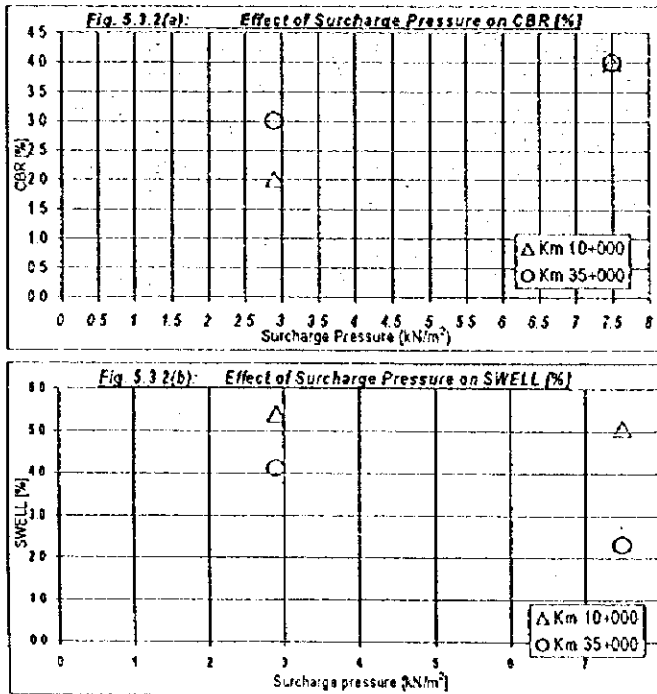 Fig. 5.3.2(a): Effect of Surcharge Pressure on CBR [%]
4.5
4.0
3.5
3.0
2.5
2.0
1.5
1.0
0.5
0.0
CBR [%]
0 0.5 1 1.5 2 2.5 3 3.5 4 4.5 5 5.5 6 6.5 7 7.5 8
Surcharge Pressure (kN/m²)
△ Km 10+000
○ Km 35+000
Fig. 5.3.2(b): Effect of Surcharge Pressure on SWELL [%]
6.0
5.0
4.0
3.0
2.0
1.0
0.0
SWELL [%]
0 1 2 3 4 5 6 7
Surcharge pressure [kN/m²]
△ Km 10+000
○ Km 35+000